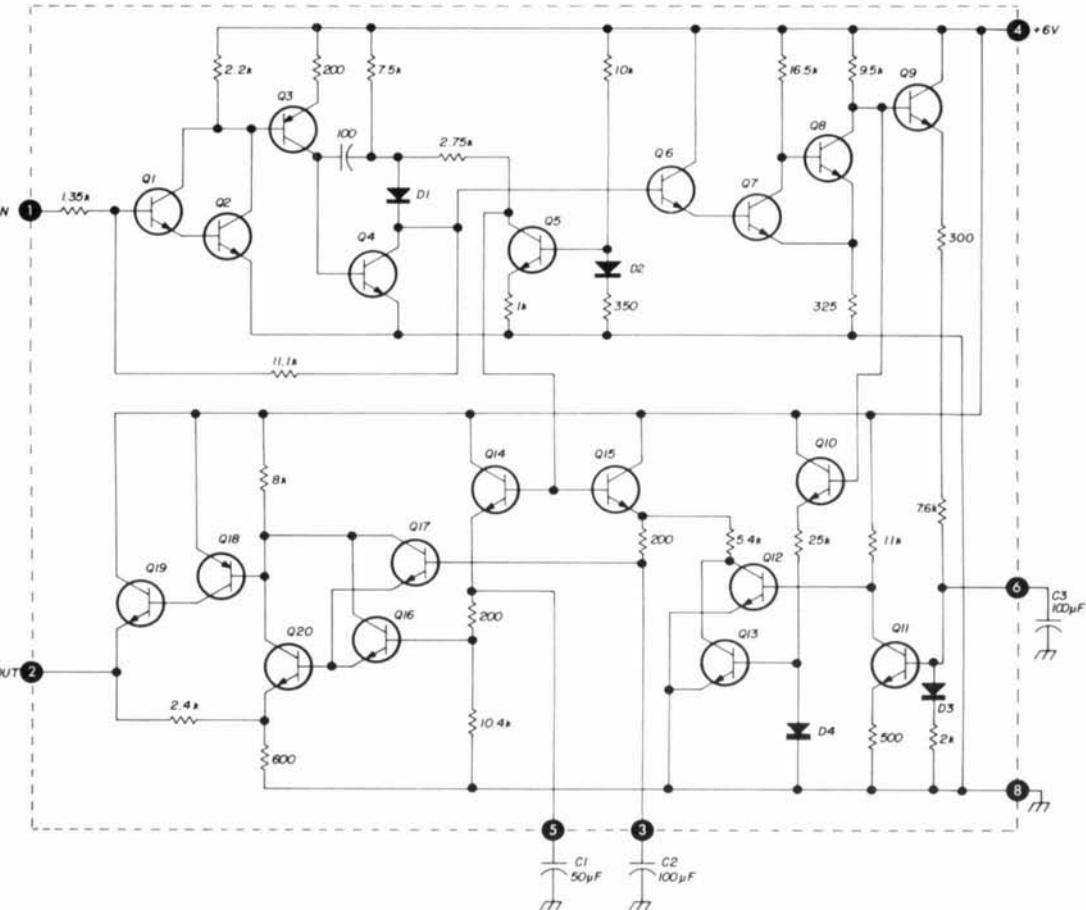 4 +6V
2.2k
200
7.5k
10k
16.5k
9.5k
Q9
Q3
100
2.75k
Q8
Q6
Q1
1.35k
D1
Q7
N 1
Q2
Q5
Q4
D2
300
1k
350
325
11.1k
Q14
Q15
Q10
8k
7.6k
Q17
200
5.4k
25k
11k
Q18
Q12
Q19
6
C3
100µF
200
Q16
Q20
Q13
Q11
OUT 2
D3
2.4k
10.4k
D4
500
2k
600
8
5
3
C1
50µF
C2
100µF